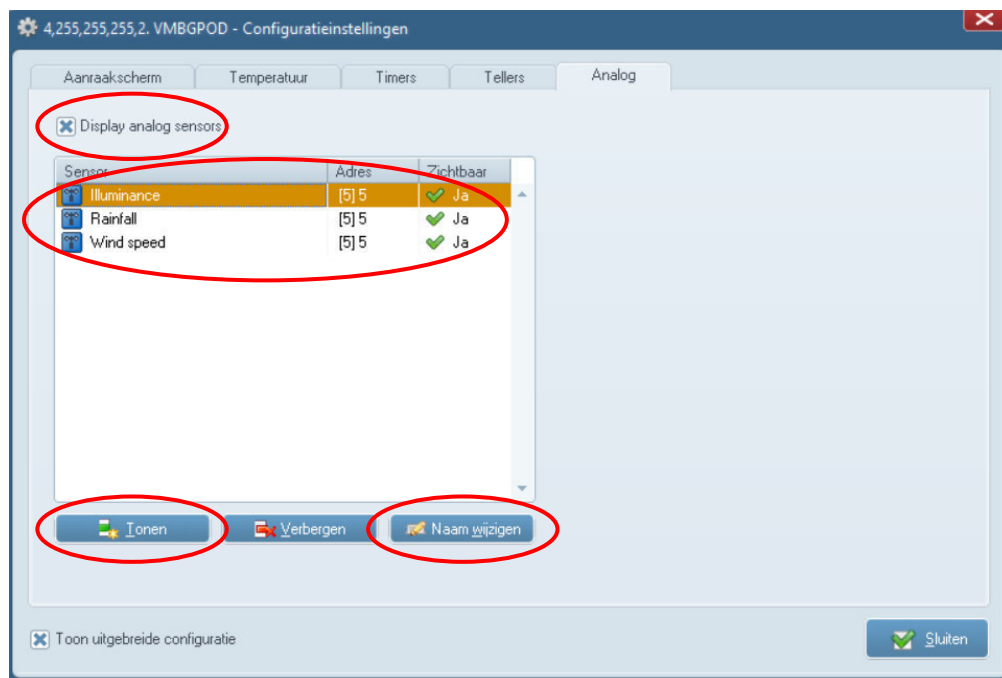 4,255,255,255,2. VMBGPOD - Configuratieinstellingen
Aanraakscherm Temperatuur Timers Tellers Analog
Display analog sensors
Sensor Adres Zichtbaar
Illuminance [5] 5 Ja
Rainfall [5] 5 Ja
Wind speed [5] 5 Ja
Tonen Verbergen Naam wijzigen
Toon uitgebreide configuratie
Sluiten